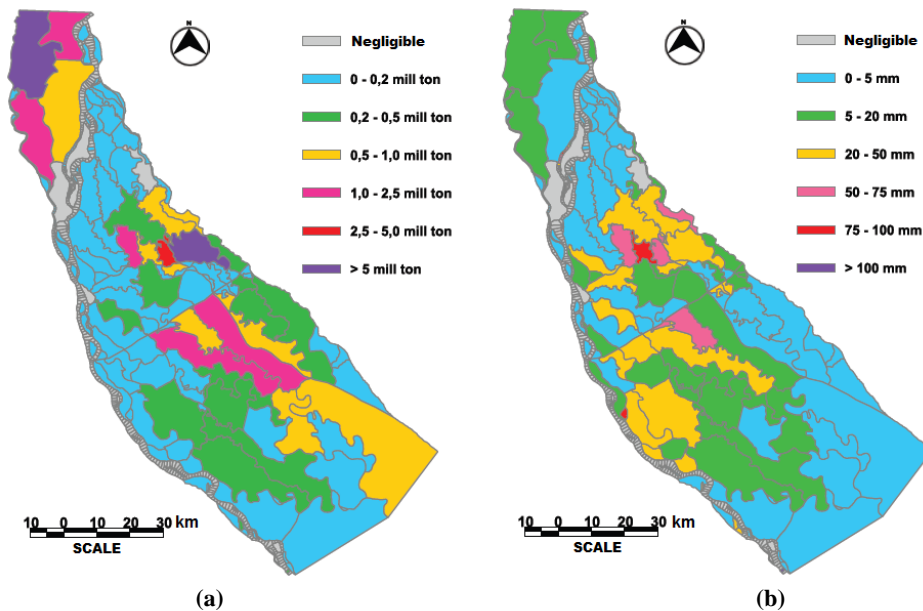 N
Negligible
0 - 0,2 mill ton
0,2 - 0,5 mill ton
0,5 - 1,0 mill ton
1,0 - 2,5 mill ton
2,5 - 5,0 mill ton
> 5 mill ton
10 0 10 20 30 km
SCALE
(a)
N
Negligible
0 - 5 mm
5 - 20 mm
20 - 50 mm
50 - 75 mm
75 - 100 mm
> 100 mm
10 0 10 20 30 km
SCALE
(b)